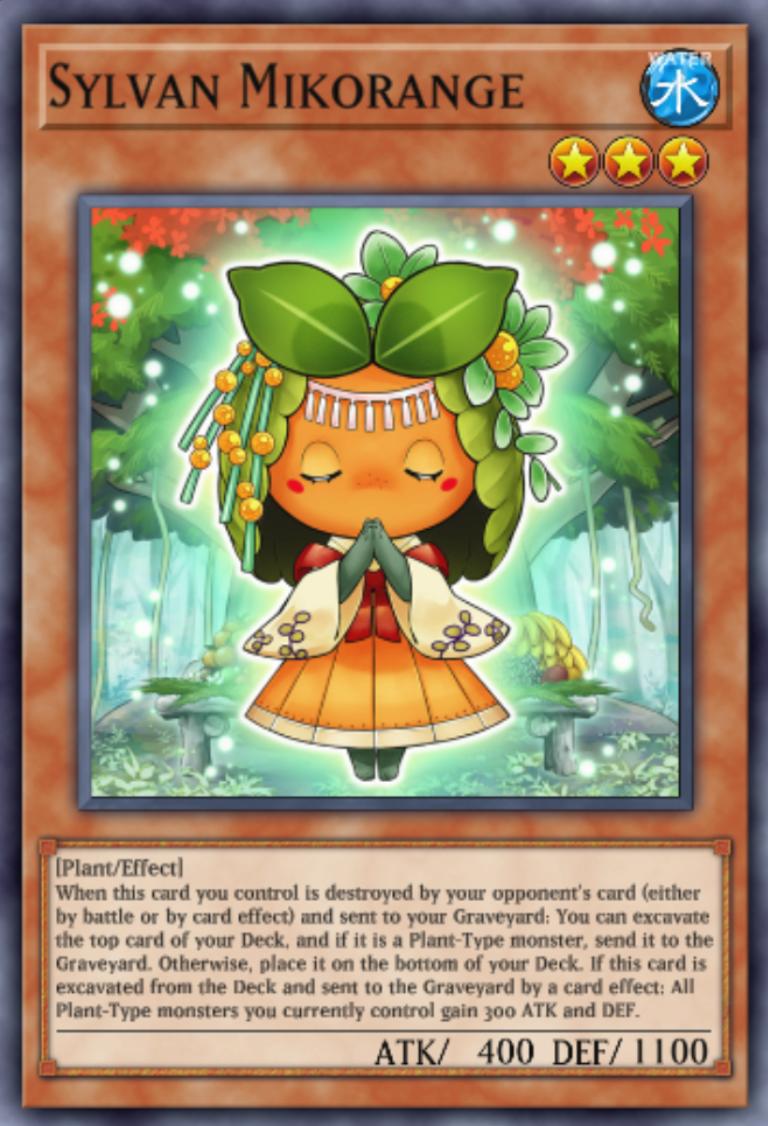 Sylvan Mikorange
WATER
水
[Plant/Effect]
When this card you control is destroyed by your opponent's card (either
by battle or by card effect) and sent to your Graveyard: You can excavate
the top card of your Deck, and if it is a Plant-Type monster, send it to the
Graveyard. Otherwise, place it on the bottom of your Deck. If this card is
excavated from the Deck and sent to the Graveyard by a card effect: All
Plant-Type monsters you currently control gain 300 ATK and DEF.
ATK/ 400 DEF/ 1100